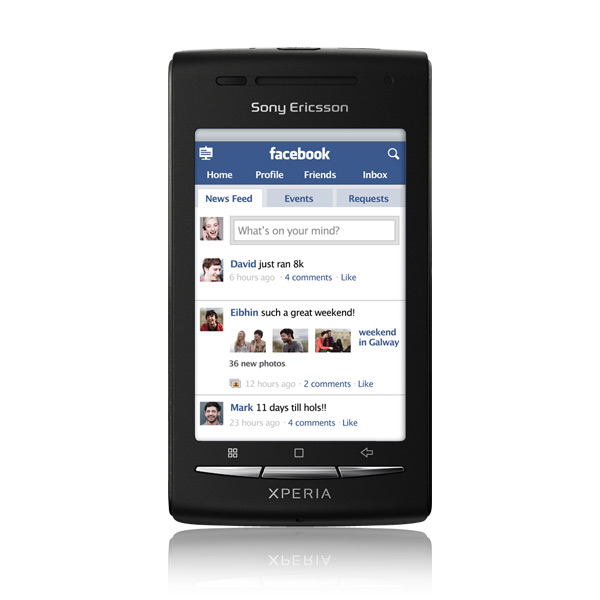 Sony Ericsson
facebook
Home Profile Friends Inbox
News Feed Events Requests
What's on your mind?
David just ran 8k
6 hours ago · 4 comments · Like
Eibhin such a great weekend!
weekend
in Galway
36 new photos
12 hours ago · 2 comments · Like
Mark 11 days till hols!!
23 hours ago · 4 comments · Like
XPERIA